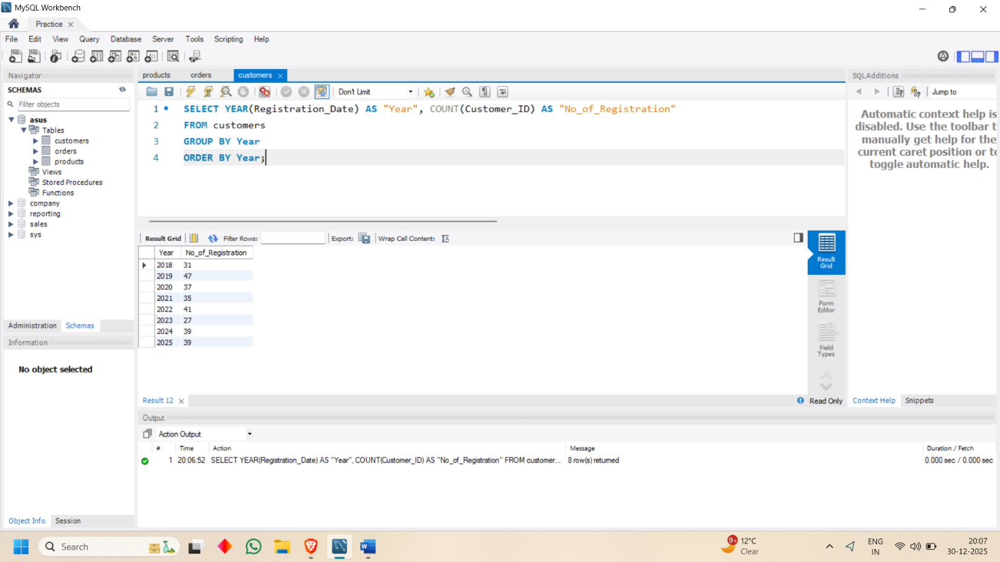 MySQL Workbench
Practice
File Edit View Query Database Server Tools Scripting Help
Navigator
SCHEMAS
Filter objects
asus
Tables
customers
orders
products
Views
Stored Procedures
Functions
company
reporting
sales
sys
Administration Schemas
Information
No object selected
Object Info Session
products orders customers
Don't Limit
1 SELECT YEAR(Registration_Date) AS "Year", COUNT(Customer_ID) AS "No_of_Registration"
2 FROM customers
3 GROUP BY Year
4 ORDER BY Year;
Result Grid Filter Rows: Export: Wrap Cell Content:
Year No_of_Registration
2018 31
2019 47
2020 37
2021 35
2022 41
2023 27
2024 39
2025 39
Result
Grid
Form
Editor
Field
Types
Result 12
Read Only
SQLAdditions
Jump to
Automatic context help is
disabled. Use the toolbar t
manually get help for the
current caret position or to
toggle automatic help.
Context Help Snippets
Output
Action Output
# Time Action Message Duration / Fetch
1 20:06:52 SELECT YEAR(Registration_Date) AS "Year", COUNT(Customer_ID) AS "No_of_Registration" FROM customer... 8 row(s) returned 0.000 sec / 0.000 sec
Search
9+
12°C
Clear
ENG
IN
20:07
30-12-2025